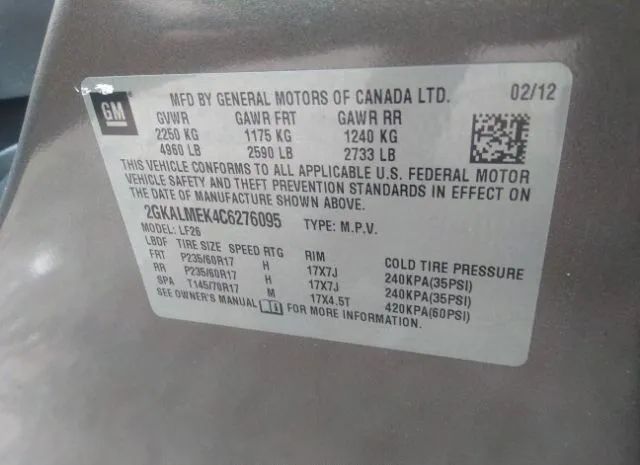 GM
MFD BY GENERAL MOTORS OF CANADA LTD. 02/12
GVWR GAWR FRT GAWR RR
2250 KG 1175 KG 1240 KG
4960 LB 2590 LB 2733 LB
THIS VEHICLE CONFORMS TO ALL APPLICABLE U.S. FEDERAL MOTOR
VEHICLE SAFETY AND THEFT PREVENTION STANDARDS IN EFFECT ON
THE DATE OF MANUFACTURE SHOWN ABOVE.
2GKALMEK4C6276095 TYPE: M.P.V.
MODEL: LF26
LBDF TIRE SIZE SPEED RTG RIM COLD TIRE PRESSURE
FRT P235/60R17 H 17X7J 240KPA(35PSI)
RR P235/60R17 H 17X7J 240KPA(35PSI)
SPA T145/70R17 M 17X4.5T 420KPA(60PSI)
SEE OWNER'S MANUAL FOR MORE INFORMATION.